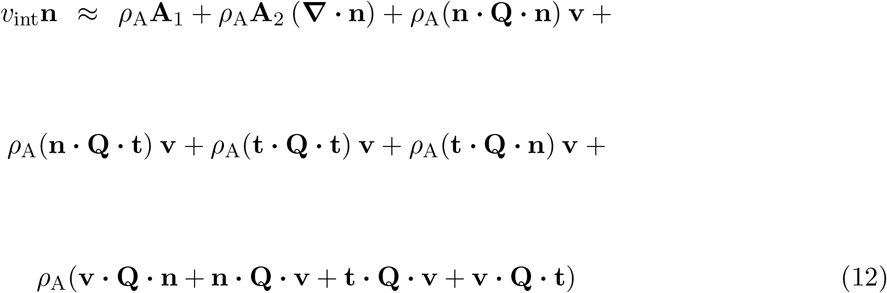 v_int n ≈ ρ_A A_1 + ρ_A A_2 (∇ · n) + ρ_A(n · Q · n) v +
ρ_A(n · Q · t) v + ρ_A(t · Q · t) v + ρ_A(t · Q · n) v +
ρ_A(v · Q · n + n · Q · v + t · Q · v + v · Q · t) (12)